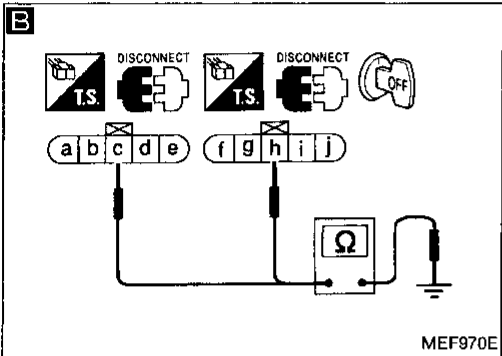 B
DISCONNECT DISCONNECT
T.S. T.S. OFF
a b c d e f g h i j
Ω
MEF970E